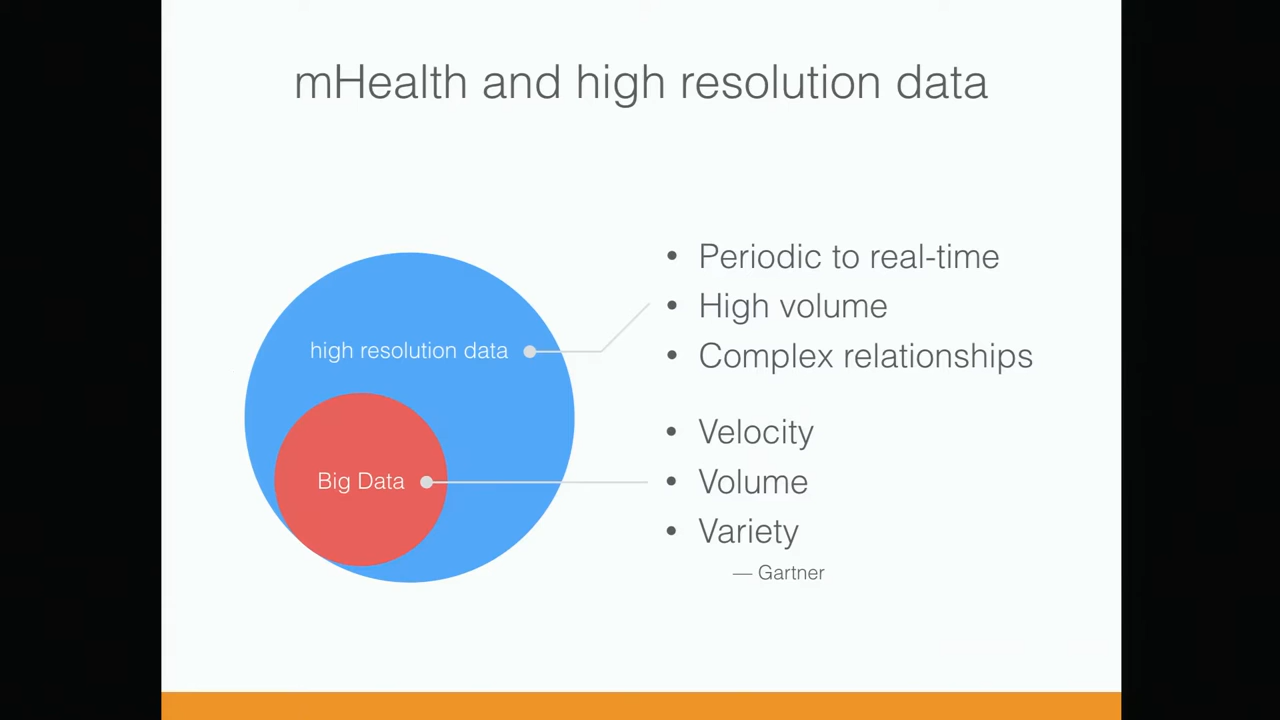 mHealth and high resolution data
high resolution data
Big Data
• Periodic to real-time
• High volume
• Complex relationships
• Velocity
• Volume
• Variety
— Gartner